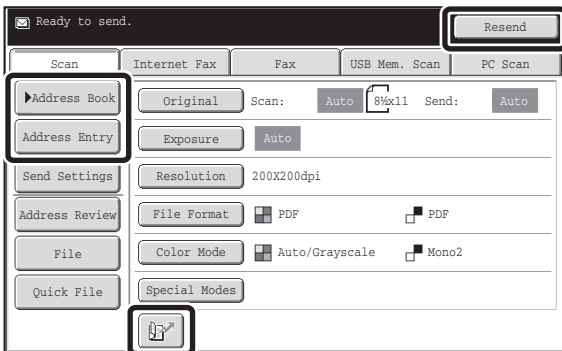 Ready to send.
Resend
Scan Internet Fax Fax USB Mem. Scan PC Scan
Address Book Original Scan: Auto 8½x11 Send: Auto
Address Entry Exposure Auto
Send Settings Resolution 200X200dpi
Address Review File Format PDF PDF
File Color Mode Auto/Grayscale Mono2
Quick File Special Modes